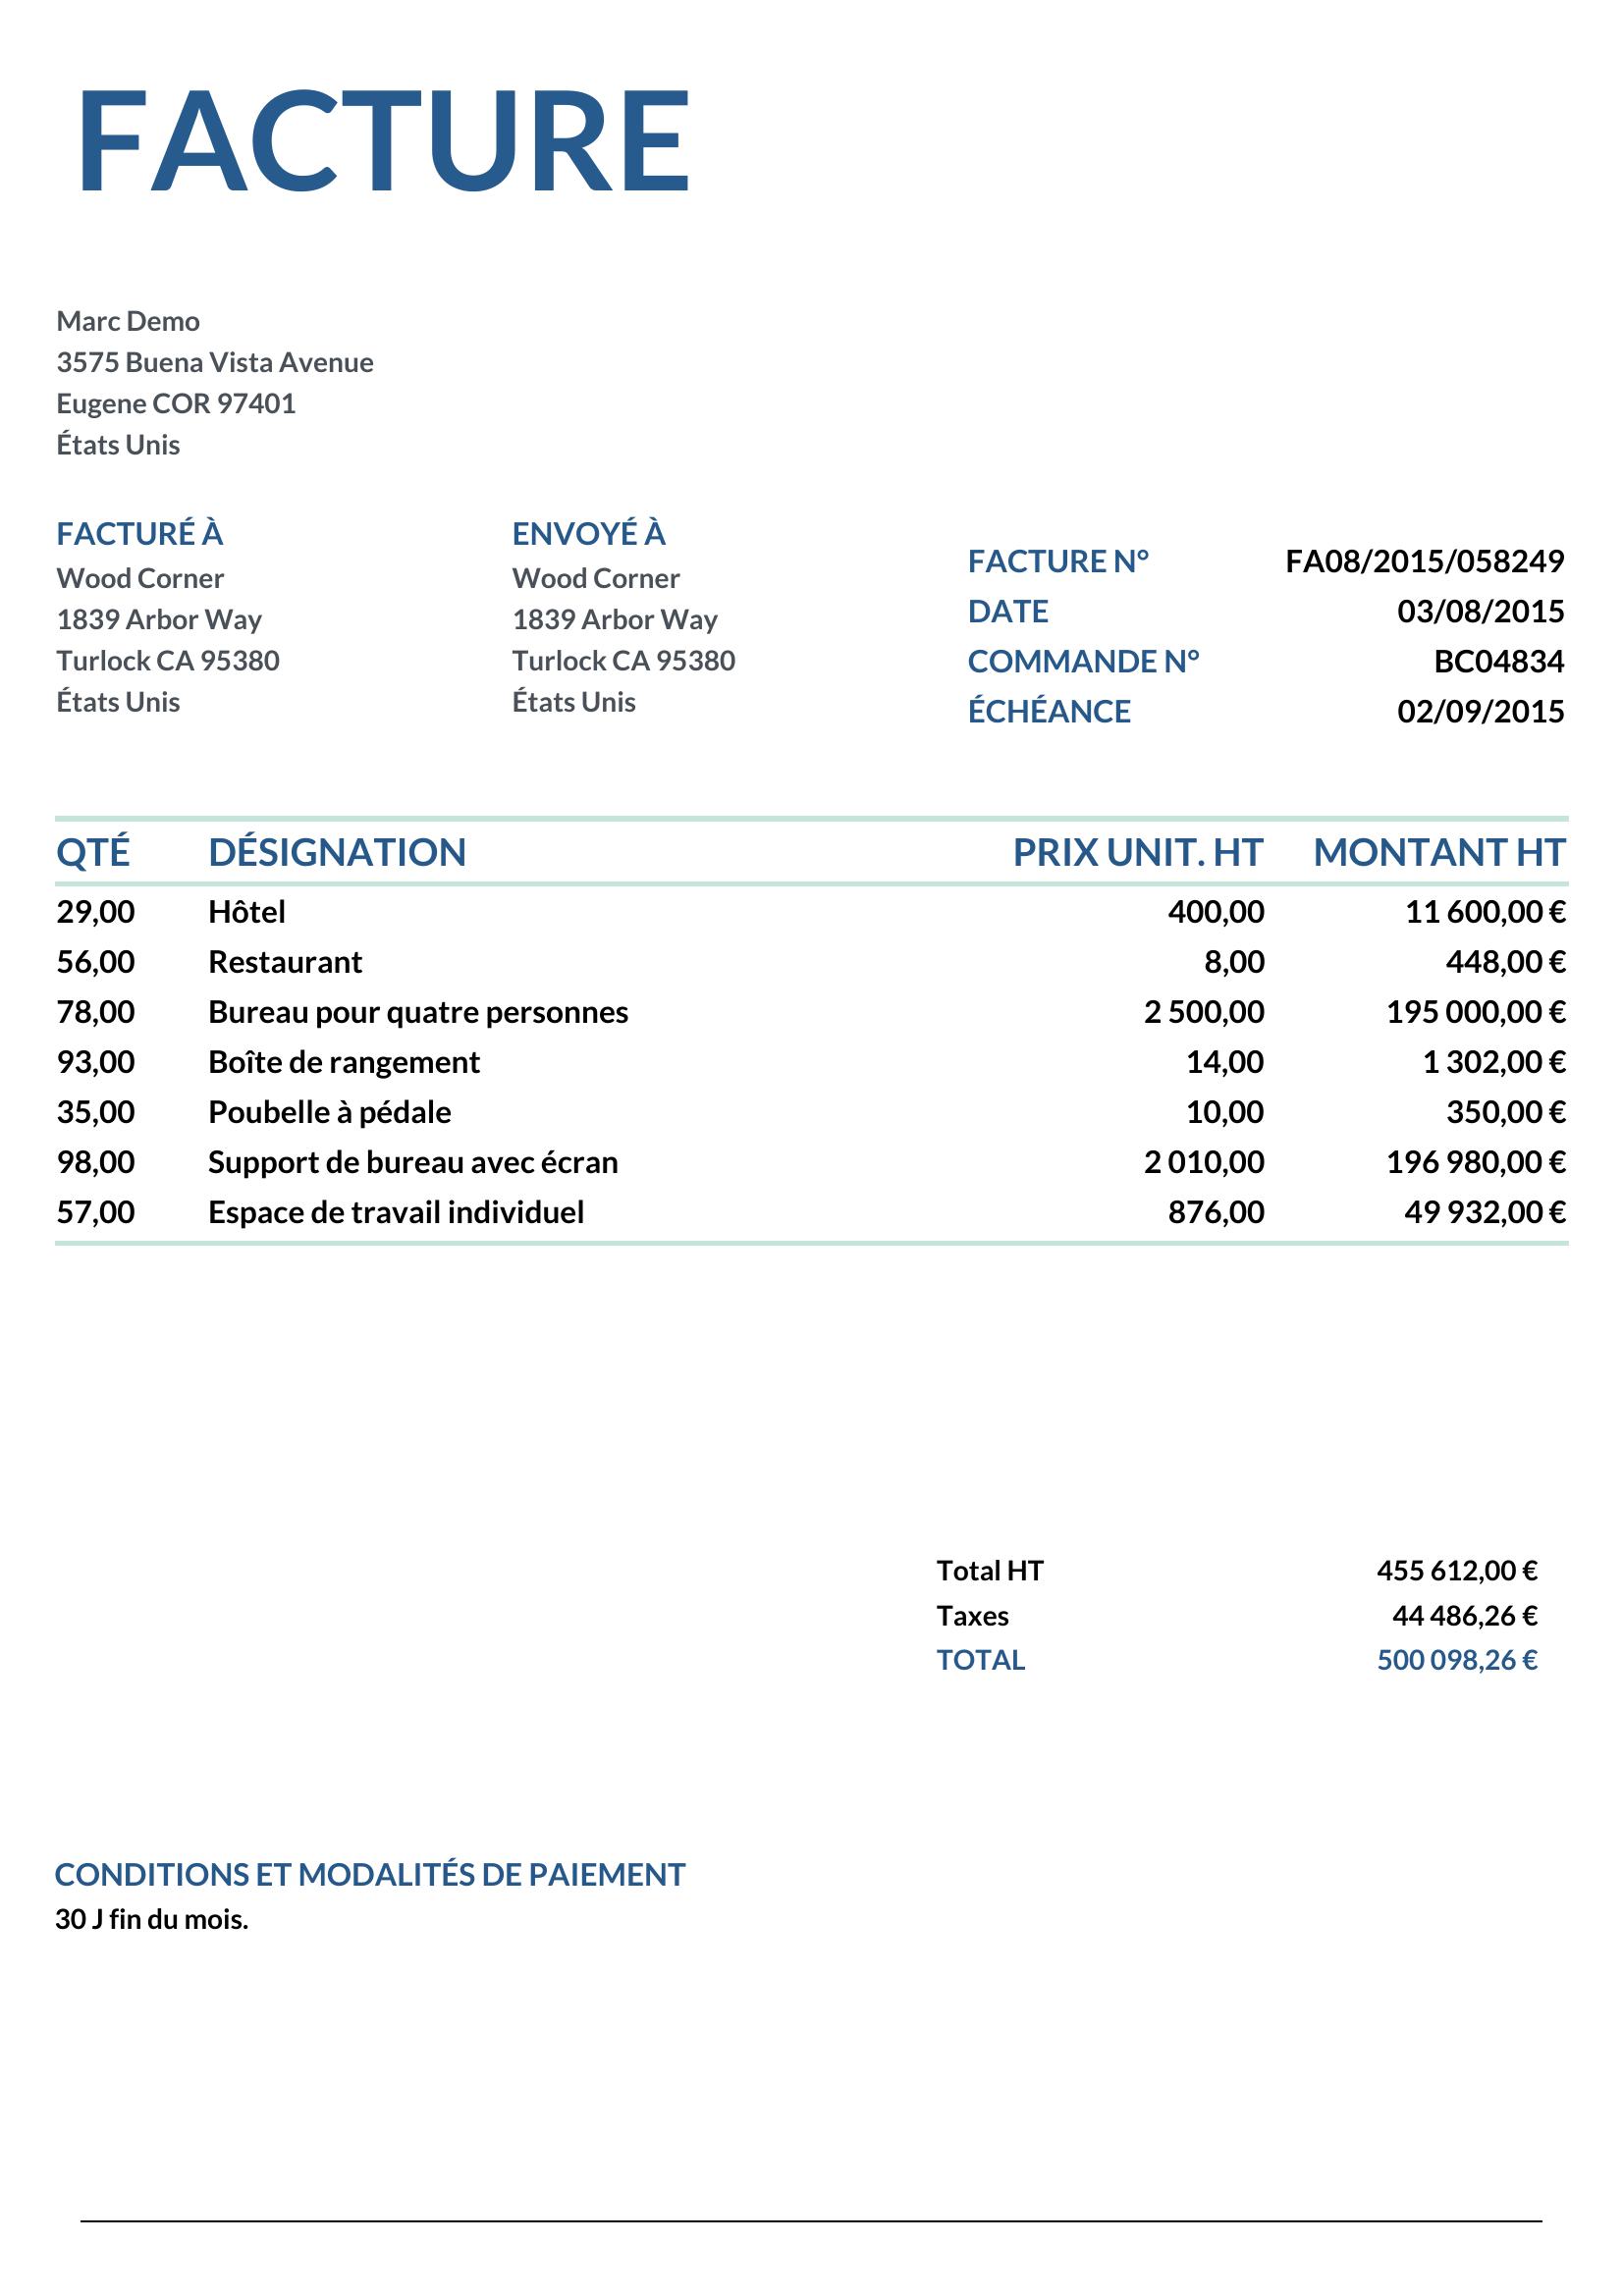 FACTURE
Marc Demo
3575 Buena Vista Avenue
Eugene COR 97401
États Unis
FACTURÉ À
Wood Corner
1839 Arbor Way
Turlock CA 95380
États Unis
ENVOYÉ À
Wood Corner
1839 Arbor Way
Turlock CA 95380
États Unis
FACTURE N° FA08/2015/058249
DATE 03/08/2015
COMMANDE N° BC04834
ÉCHÉANCE 02/09/2015
QTÉ DÉSIGNATION PRIX UNIT. HT MONTANT HT
29,00 Hôtel 400,00 11 600,00 €
56,00 Restaurant 8,00 448,00 €
78,00 Bureau pour quatre personnes 2 500,00 195 000,00 €
93,00 Boîte de rangement 14,00 1 302,00 €
35,00 Poubelle à pédale 10,00 350,00 €
98,00 Support de bureau avec écran 2 010,00 196 980,00 €
57,00 Espace de travail individuel 876,00 49 932,00 €
Total HT 455 612,00 €
Taxes 44 486,26 €
TOTAL 500 098,26 €
CONDITIONS ET MODALITÉS DE PAIEMENT
30 J fin du mois.